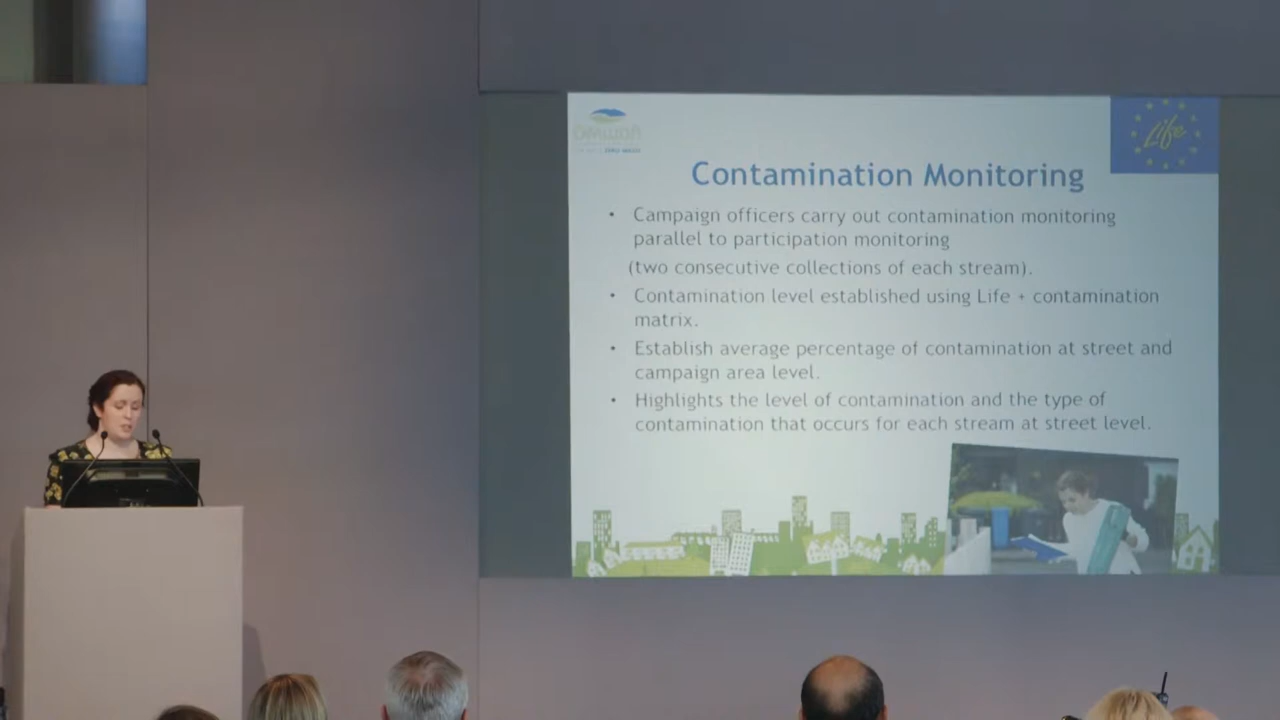 Life
Contamination Monitoring
• Campaign officers carry out contamination monitoring
parallel to participation monitoring
(two consecutive collections of each stream).
• Contamination level established using Life + contamination
matrix.
• Establish average percentage of contamination at street and
campaign area level.
• Highlights the level of contamination and the type of
contamination that occurs for each stream at street level.